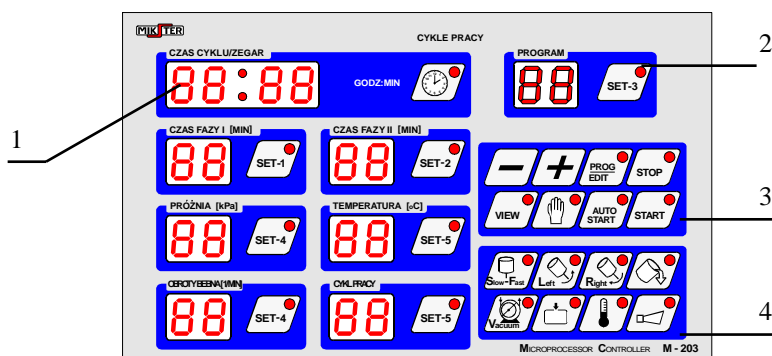 MIKSTER
CYKLE PRACY
CZAS CYKLU/ZEGAR
PROGRAM
2
88:88
GODZ:MIN
88
SET-3
1
CZAS FAZY I [MIN]
CZAS FAZY II [MIN]
88
SET-1
88
SET-2
PROG
EDIT
STOP
VIEW
AUTO
START
START
3
PRÓŻNIA [kPa]
TEMPERATURA [oC]
88
SET-4
88
SET-5
Slow Fast
Left
Right
OBROTY BĘBNA [1/MIN]
CYKL PRACY
88
SET-4
88
SET-5
Vacuum
4
MICROPROCESSOR CONTROLLER M - 203